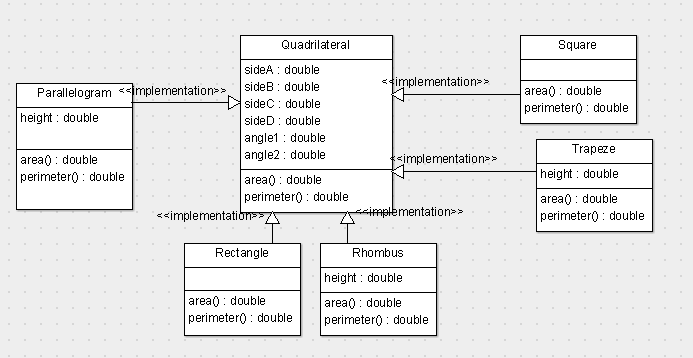 Quadrilateral
sideA : double
sideB : double
sideC : double
sideD : double
angle1 : double
angle2 : double
area() : double
perimeter() : double
Square
area() : double
perimeter() : double
<<implementation>>
Parallelogram
height : double
area() : double
perimeter() : double
<<implementation>>
Trapeze
height : double
area() : double
perimeter() : double
<<implementation>>
<<implementation>>
Rectangle
area() : double
perimeter() : double
<<implementation>>
Rhombus
height : double
area() : double
perimeter() : double